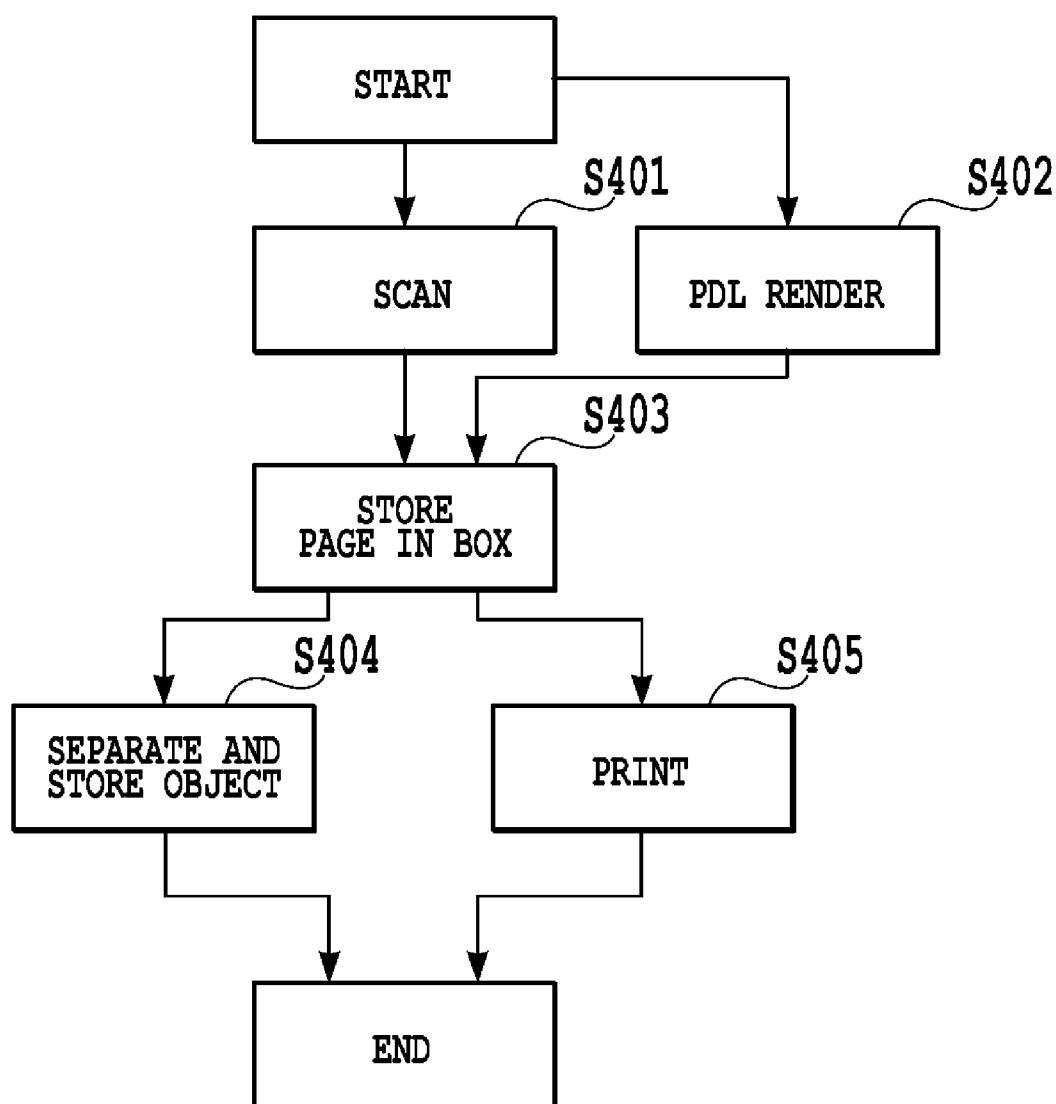 START
S401
S402
SCAN
PDL RENDER
S403
STORE
PAGE IN BOX
S404
S405
SEPARATE AND
STORE OBJECT
PRINT
END